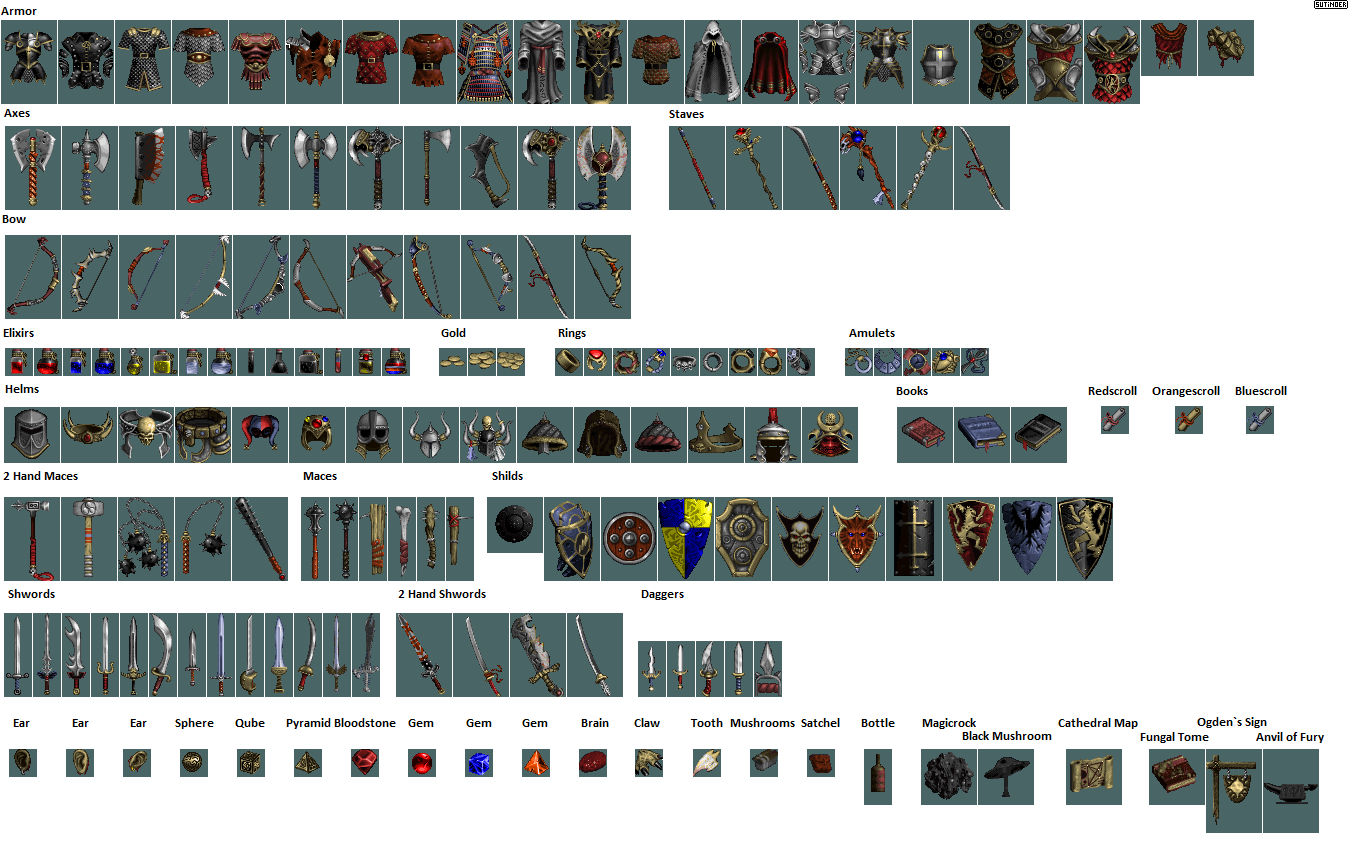 SUTINDER
Armor
Axes
Staves
Bow
Elixirs Gold Rings Amulets
Helms Books Redscroll Orangescroll Bluescroll
2 Hand Maces Maces Shilds
Shwords 2 Hand Shwords Daggers
Ear Ear Ear Sphere Qube Pyramid Bloodstone Gem Gem Gem Brain Claw Tooth Mushrooms Satchel Bottle Magicrock Cathedral Map Ogden`s Sign
Black Mushroom Fungal Tome Anvil of Fury